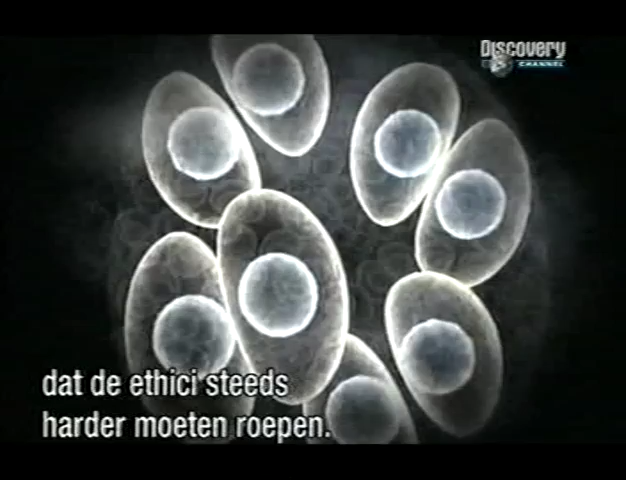 Discovery
CHANNEL
dat de ethici steeds
harder moeten roepen.